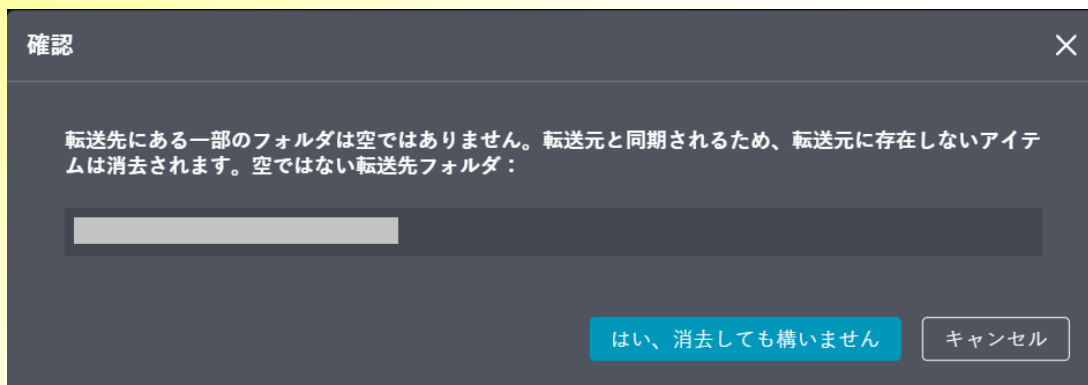 確認
転送先にある一部のフォルダは空ではありません。転送元と同期されるため、転送元に存在しないアイテ
ムは消去されます。空ではない転送先フォルダ：
はい、消去しても構いません
キャンセル